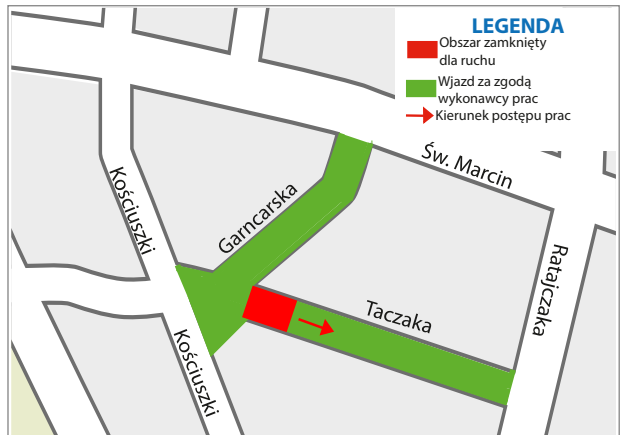 LEGENDA
Obszar zamknięty
dla ruchu
Wjazd za zgodą
wykonawcy prac
Kierunek postępu prac
Św. Marcin
Kościuszki
Garncarska
Ratajczaka
Taczaka
Kościuszki